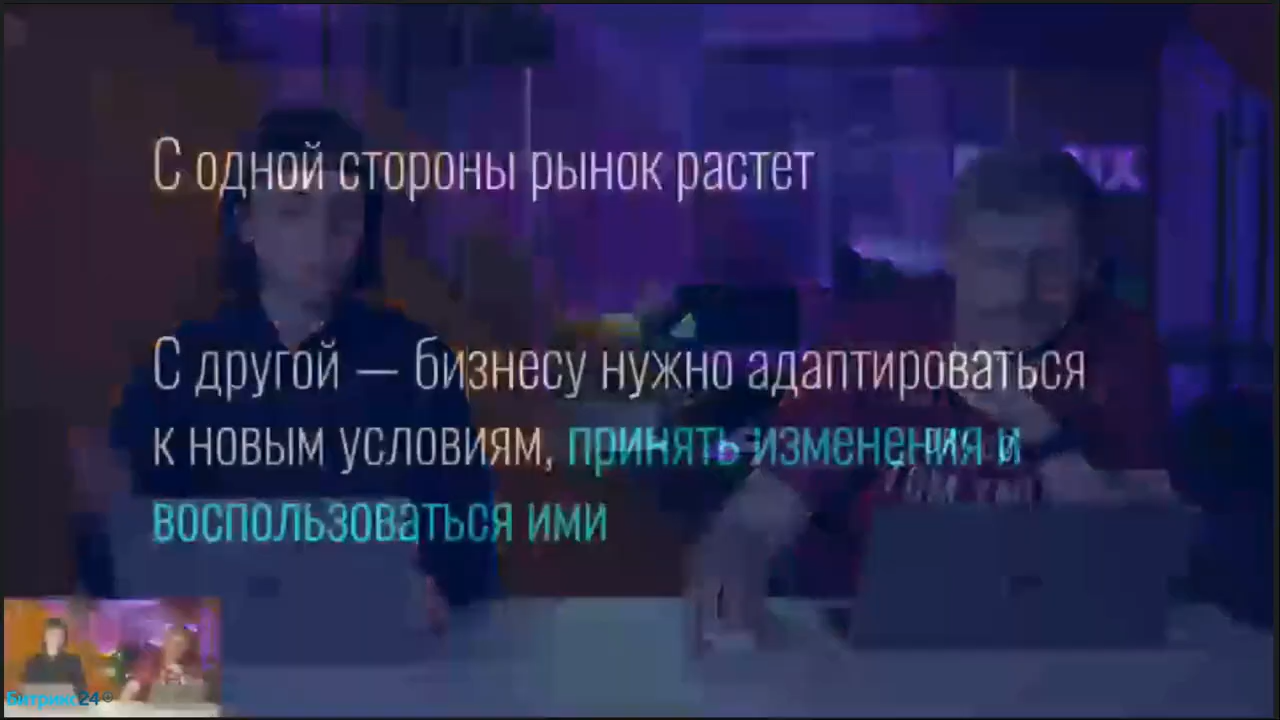 С одной стороны рынок растет
С другой — бизнесу нужно адаптироваться
к новым условиям, принять изменения и
воспользоваться ими
Битрикс24